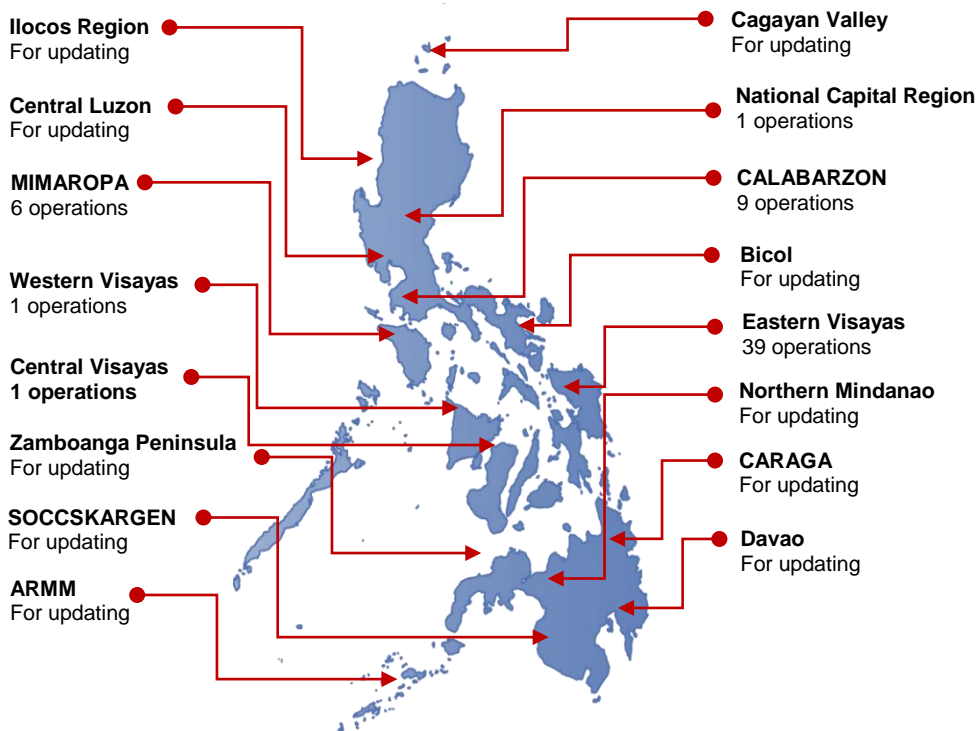 Ilocos Region
For updating
Central Luzon
For updating
MIMAROPA
6 operations
Western Visayas
1 operations
Central Visayas
1 operations
Zamboanga Peninsula
For updating
SOCCSKARGEN
For updating
ARMM
For updating
Cagayan Valley
For updating
National Capital Region
1 operations
CALABARZON
9 operations
Bicol
For updating
Eastern Visayas
39 operations
Northern Mindanao
For updating
CARAGA
For updating
Davao
For updating